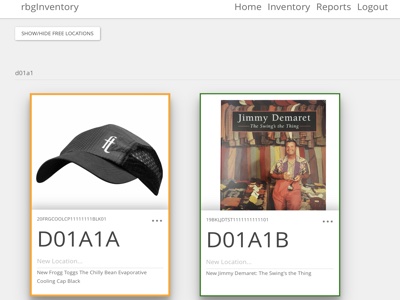 rbgInventory
Home Inventory Reports Logout
SHOW/HIDE FREE LOCATIONS
d01a1
ft
Jimmy Demaret
The Swing's the Thing
D01A1A
New Location...
New Frogg Toggs The Chilly Bean Evaporative
Cooling Cap Black
D01A1B
New Location...
New Jimmy Demaret: The Swing's the Thing